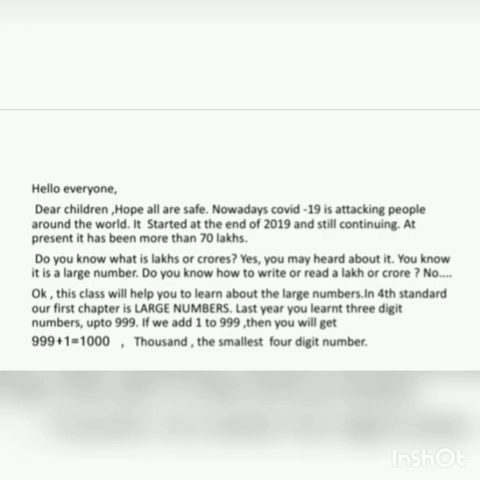 Hello everyone,
Dear children ,Hope all are safe. Nowadays covid -19 is attacking people
around the world. It  Started at the end of 2019 and still continuing. At
present it has been more than 70 lakhs.
Do you know what is lakhs or crores? Yes, you may heard about it. You know
it is a large number. Do you know how to write or read a lakh or crore ? No....
Ok , this class will help you to learn about the large numbers.In 4th standard
our first chapter is LARGE NUMBERS. Last year you learnt three digit
numbers, upto 999. If we add 1 to 999 ,then you will get
999+1=1000   ,   Thousand , the smallest  four digit number.
InShOt